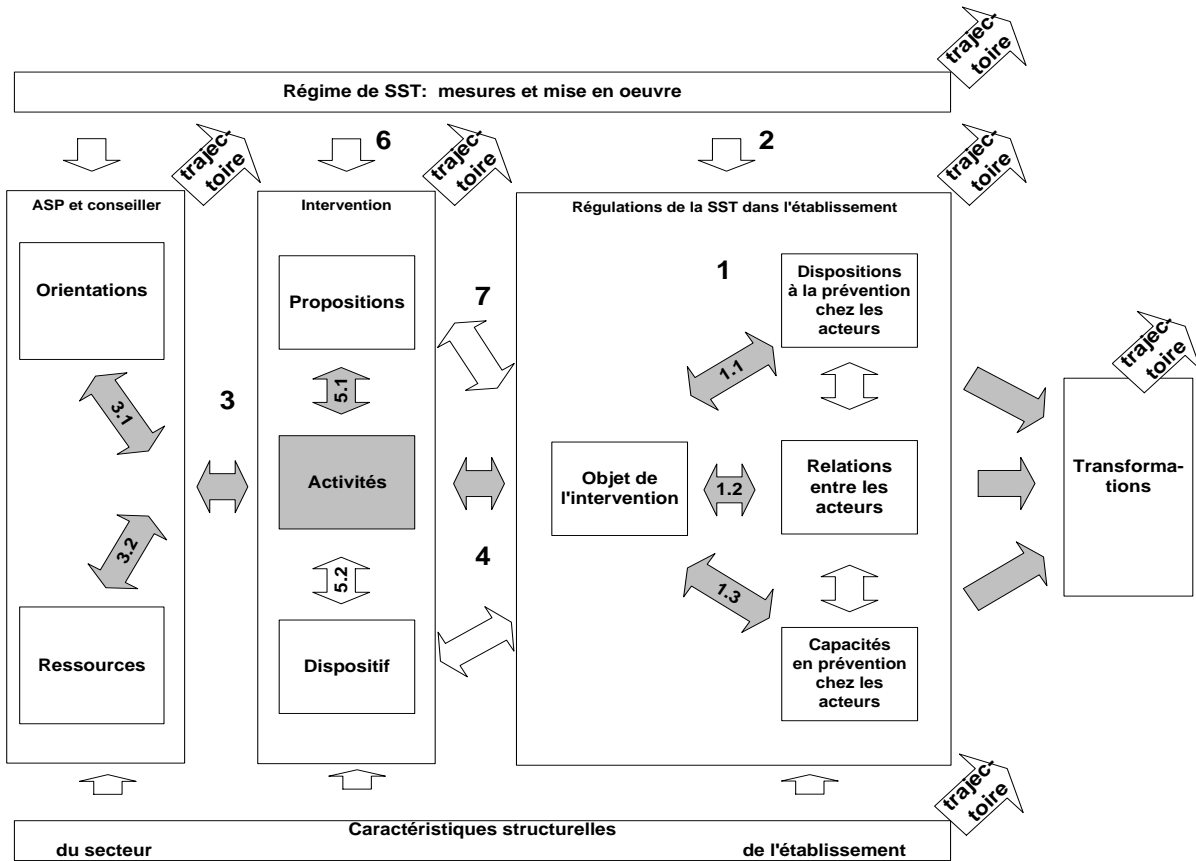 trajec-
toire
Régime de SST:  mesures et mise en oeuvre
trajec-
toire
6
trajec-
toire
2
trajec-
toire
ASP et conseiller
Intervention
Régulations de la SST dans l'établissement
Orientations
Propositions
7
1
Dispositions
à la prévention
chez les
acteurs
trajec-
toire
3.1
3
5.1
1.1
Activités
Objet de
l'intervention
1.2
Relations
entre les
acteurs
Transforma-
tions
3.2
5.2
4
1.3
Ressources
Dispositif
Capacités
en prévention
chez les
acteurs
trajec-
toire
Caractéristiques structurelles
du secteur
de l'établissement